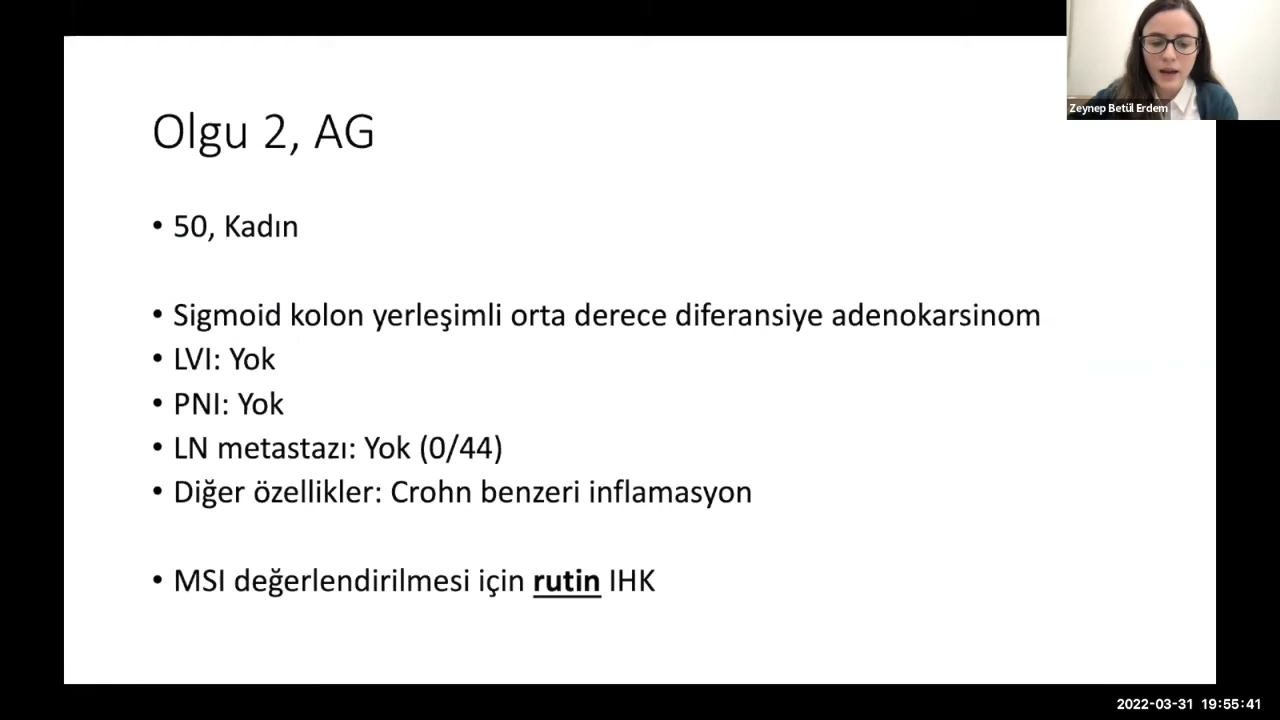 Zeynep Betül Erdem
Olgu 2, AG
• 50, Kadın
• Sigmoid kolon yerleşimli orta derece diferansiye adenokarsinom
• LVI: Yok
• PNI: Yok
• LN metastazı: Yok (0/44)
• Diğer özellikler: Crohn benzeri inflamasyon
• MSI değerlendirilmesi için rutin IHK
2022-03-31 19:55:41